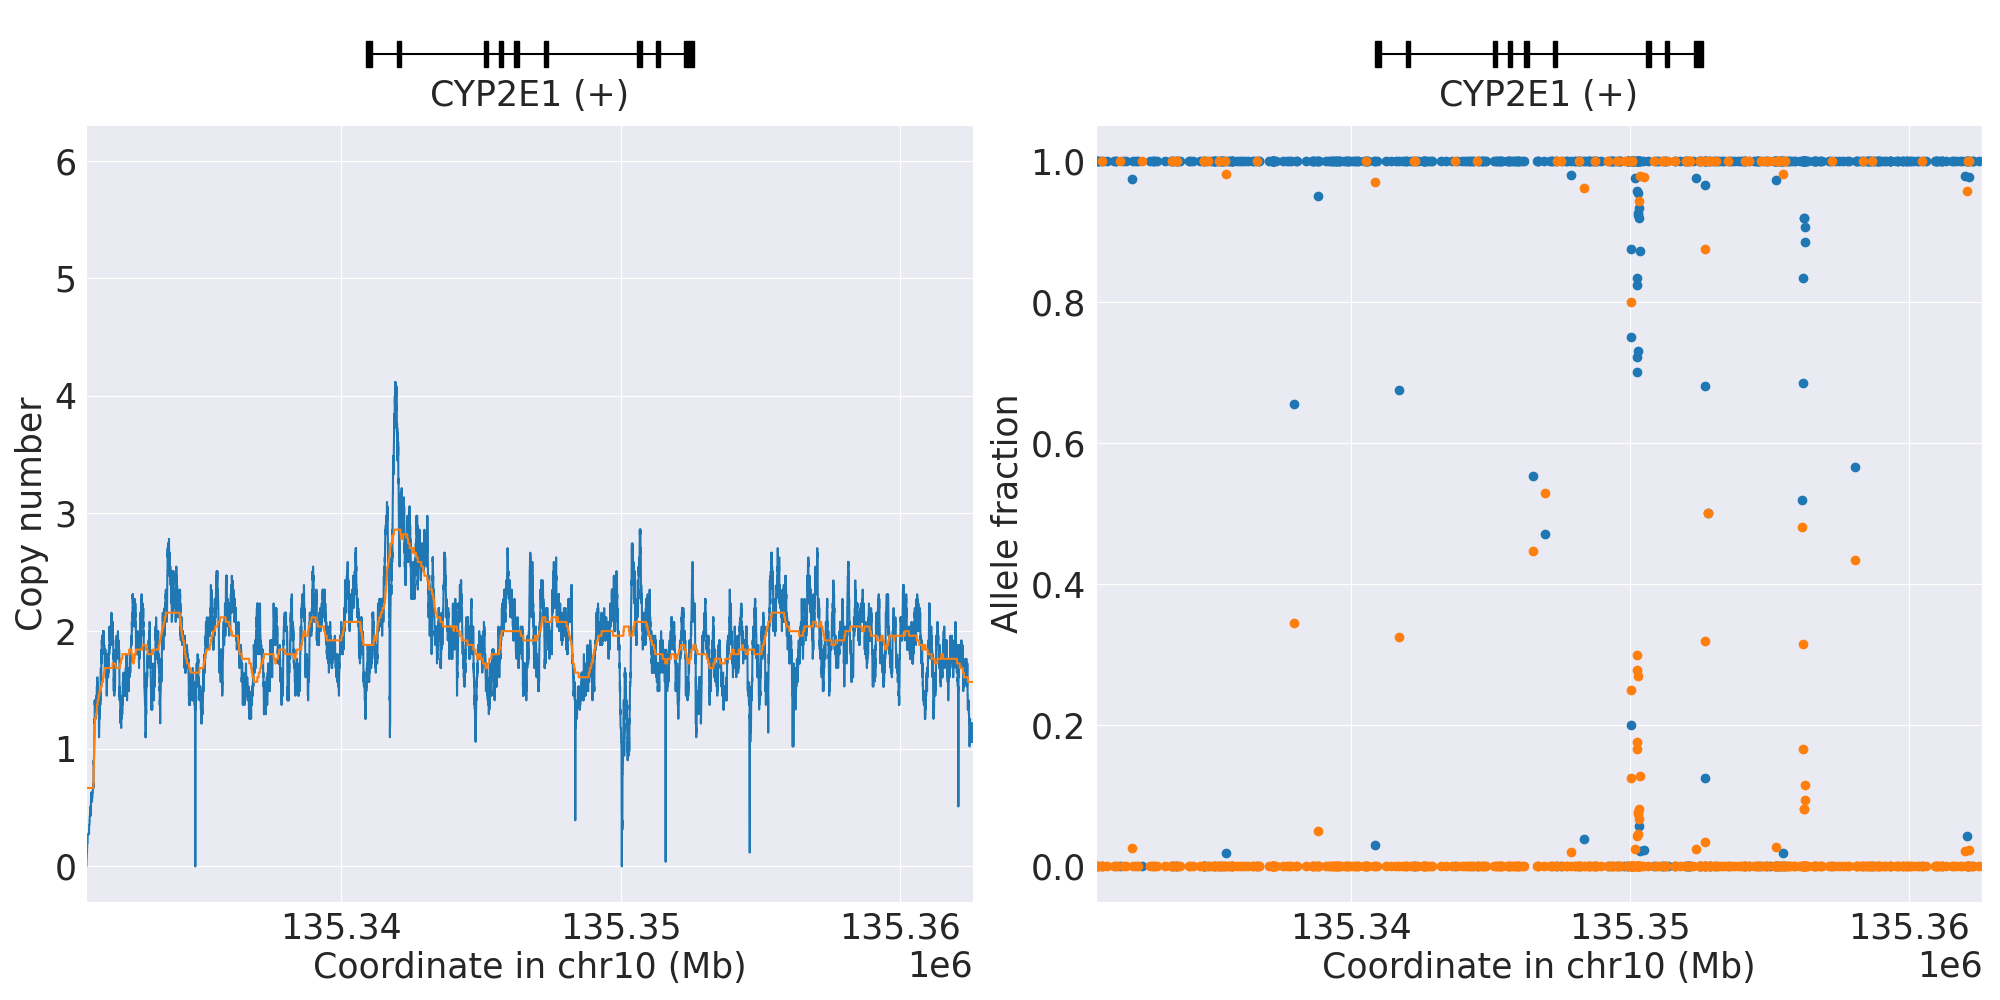 CYP2E1 (+)
6
5
4
3
2
1
0
Copy number
135.34 135.35 135.36
Coordinate in chr10 (Mb)
1e6
CYP2E1 (+)
1.0
0.8
0.6
0.4
0.2
0.0
Allele fraction
135.34 135.35 135.36
Coordinate in chr10 (Mb)
1e6